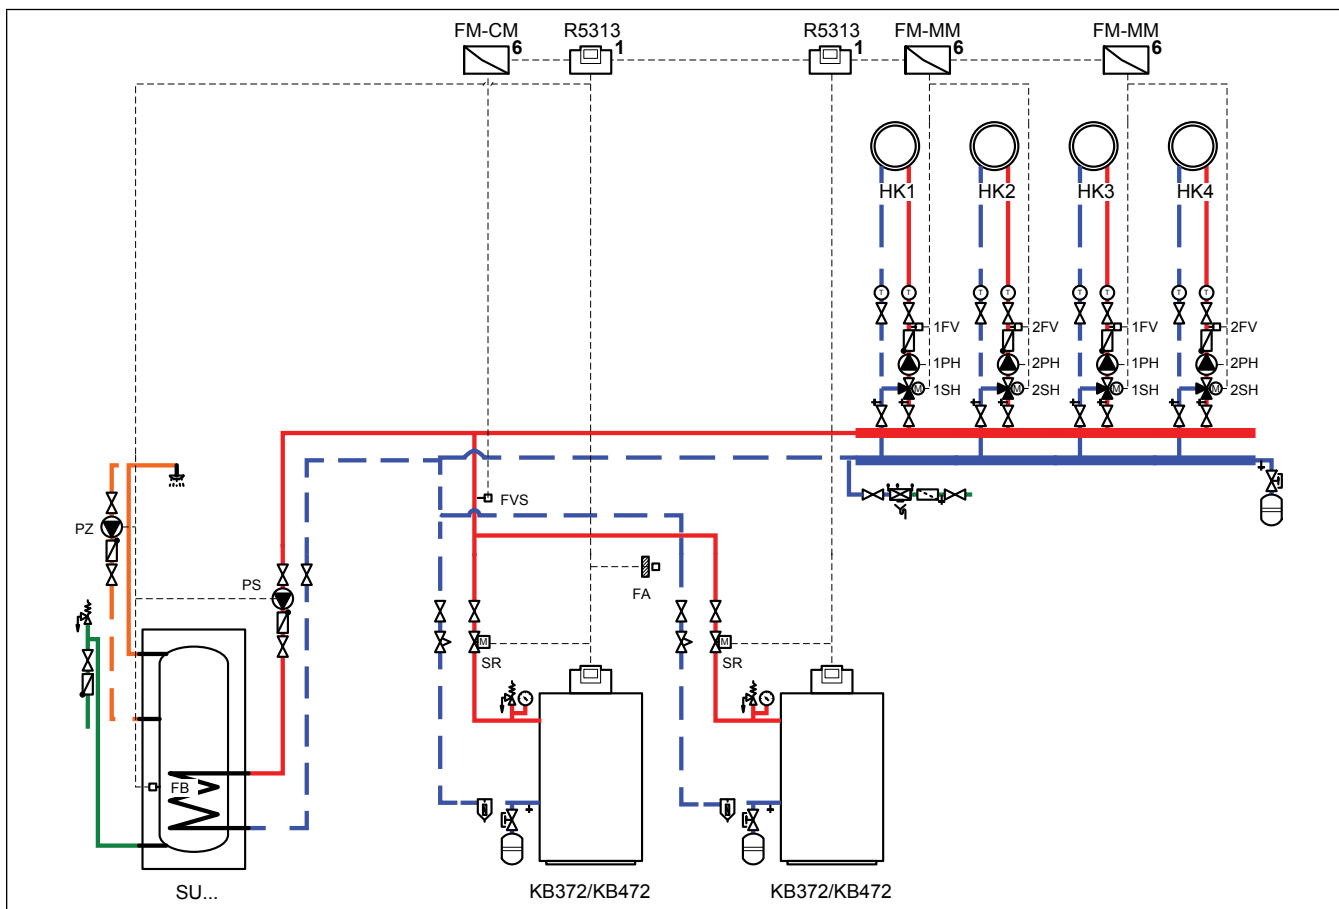 FM-CM R5313 R5313 FM-MM FM-MM
6 1 1 6 6
HK1 HK2 HK3 HK4
T T T T T T T T
1FV 2FV 1FV 2FV
1PH 2PH 1PH 2PH
M 1SH M 2SH M 1SH M 2SH
FVS
PZ
PS FA
M M
SR SR
FB
SU... KB372/KB472 KB372/KB472